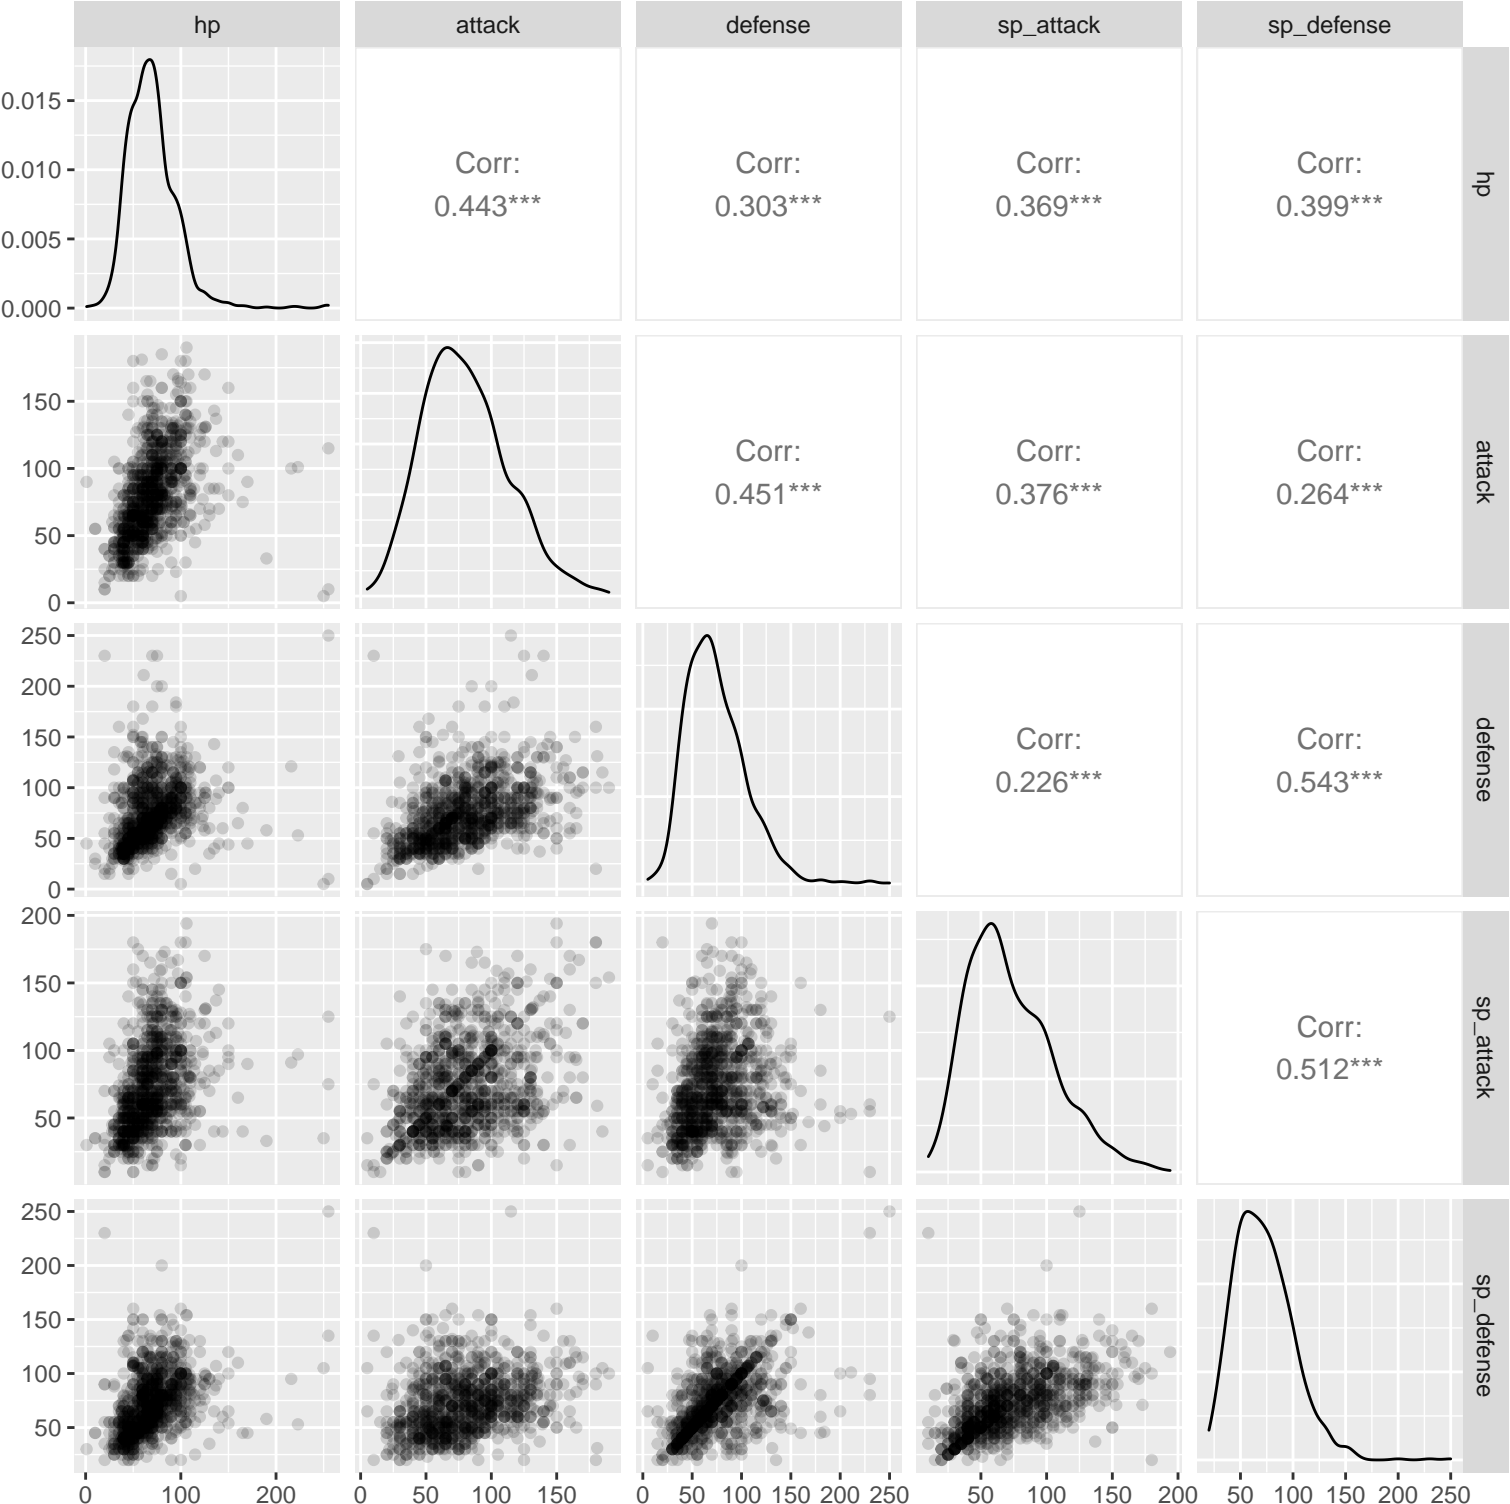 hp attack defense sp_attack sp_defense
0.015
0.010
0.005
0.000
Corr:
0.443***
Corr:
0.303***
Corr:
0.369***
Corr:
0.399***
hp
150
100
50
0
Corr:
0.451***
Corr:
0.376***
Corr:
0.264***
attack
250
200
150
100
50
0
Corr:
0.226***
Corr:
0.543***
defense
200
150
100
50
Corr:
0.512***
sp_attack
250
200
150
100
50
sp_defense
0 100 200 0 50 100 150 0 50 100 150 200 250 50 100 150 200 50 100 150 200 250